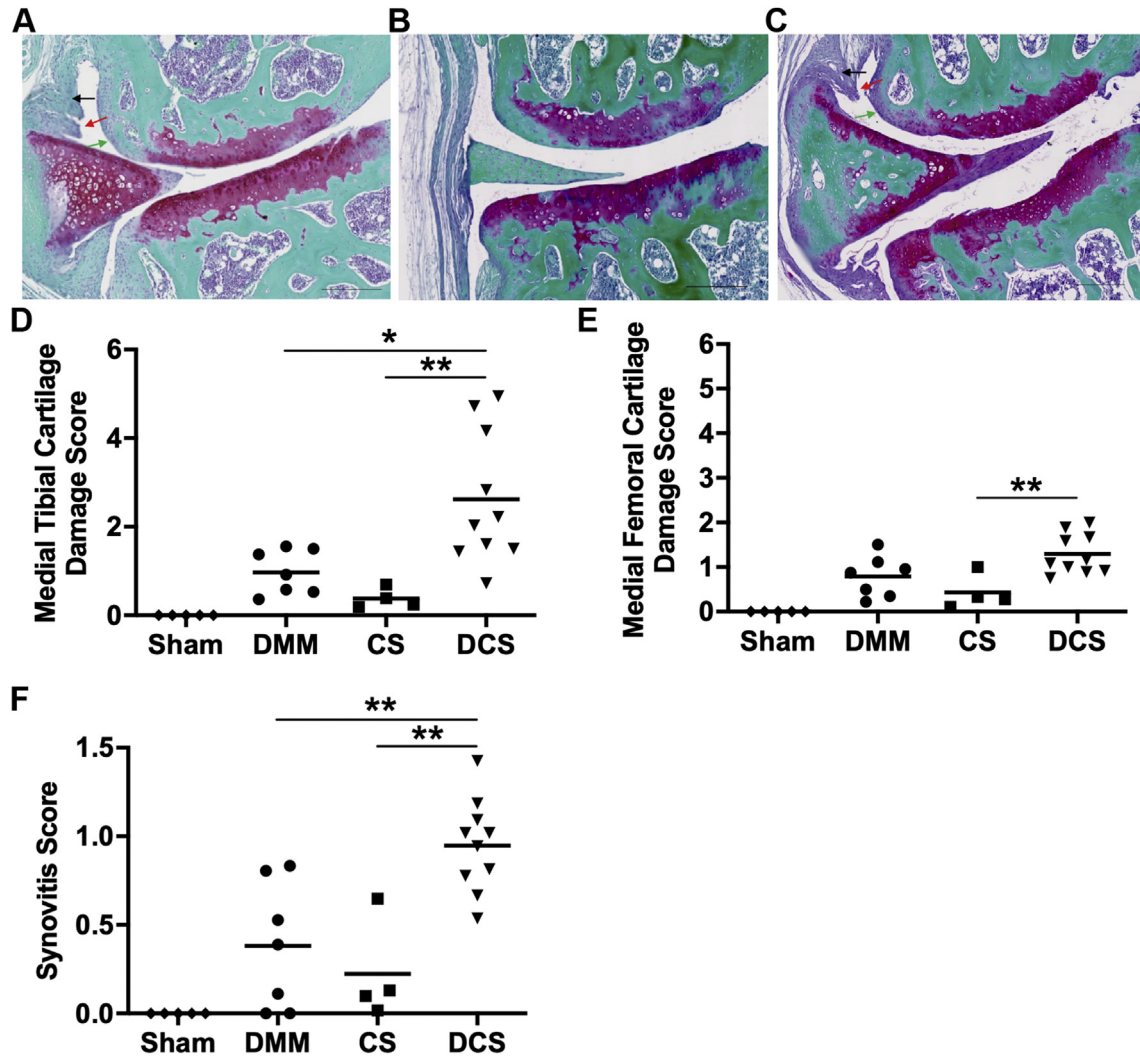 A
B
C
D
Medial Tibial Cartilage
Damage Score
6
4
2
0
*
**
Sham DMM CS DCS
E
Medial Femoral Cartilage
Damage Score
6
5
4
3
2
1
0
**
Sham DMM CS DCS
F
Synovitis Score
1.5
1.0
0.5
0.0
**
**
Sham DMM CS DCS